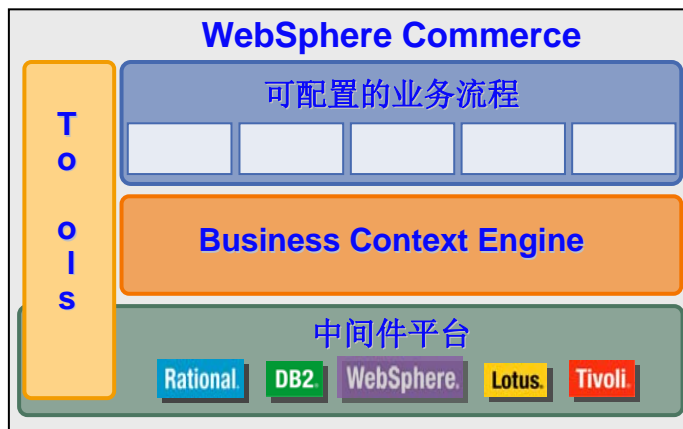 WebSphere Commerce
可配置的业务流程
To
ols
Business Context Engine
中间件平台
Rational. DB2. WebSphere. Lotus. Tivoli.